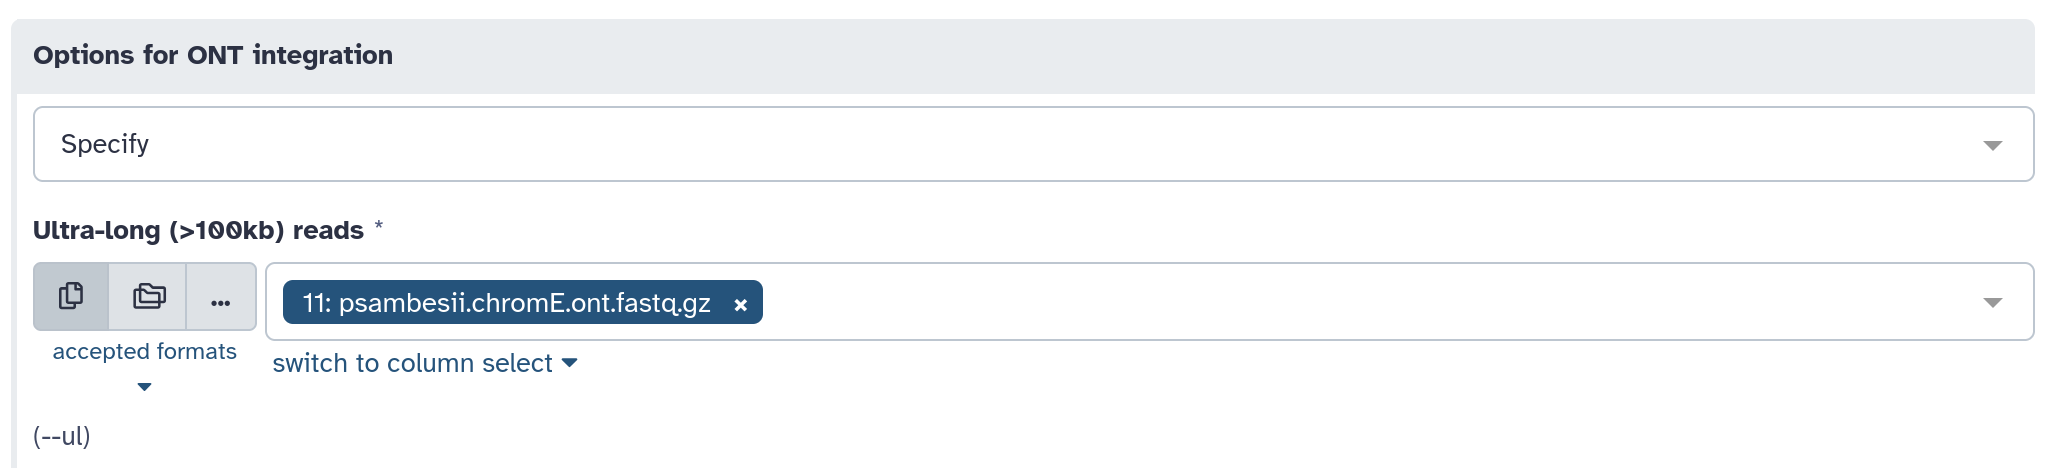 Options for ONT integration
Specify
Ultra-long (>100kb) reads *
11: psambesii.chromE.ont.fastq.gz ×
accepted formats
switch to column select
(--ul)